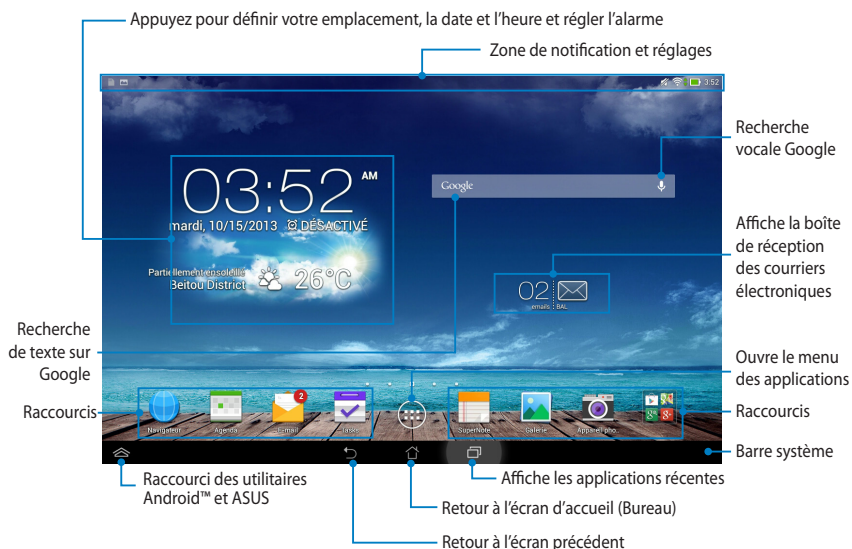 Appuyez pour définir votre emplacement, la date et l'heure et régler l'alarme
Zone de notification et réglages
3:52
Recherche
vocale Google
03:52 AM
Google
mardi, 10/15/2013 DÉSACTIVÉ
Affiche la boîte
de réception
des courriers
électroniques
Partiellement ensoleillé
Beitou District
26°C
02
emails BAL
Recherche
de texte sur
Google
Ouvre le menu
des applications
Raccourcis
2
Navigateur
Agenda
E-mail
Tasks
SuperNote
Galerie
Appareil pho
Raccourcis
Barre système
Raccourci des utilitaires
Android™ et ASUS
Affiche les applications récentes
Retour à l'écran d'accueil (Bureau)
Retour à l'écran précédent